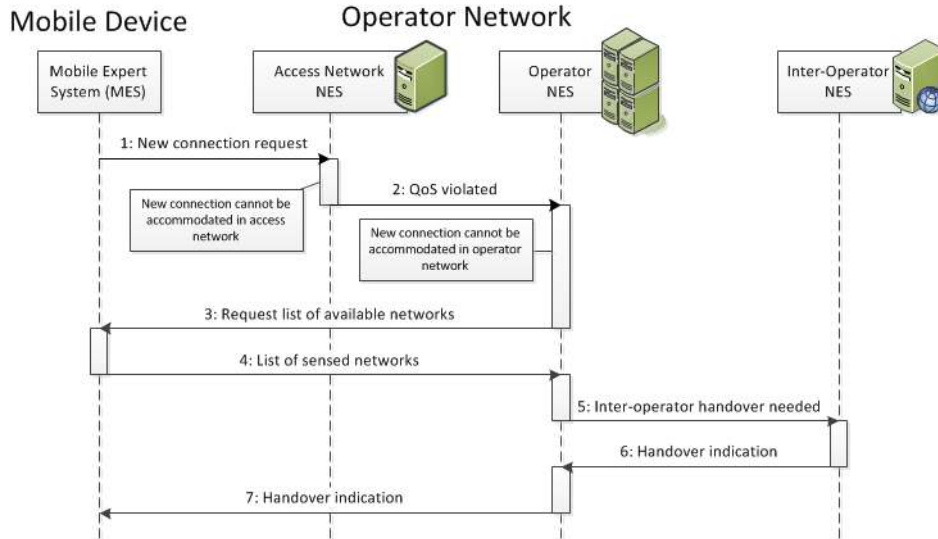 Mobile Device
Operator Network
Mobile Expert
System (MES)
Access Network
NES
Operator
NES
Inter-Operator
NES
1: New connection request
New connection cannot be
accommodated in access
network
2: QoS violated
New connection cannot be
accommodated in operator
network
3: Request list of available networks
4: List of sensed networks
5: Inter-operator handover needed
6: Handover indication
7: Handover indication